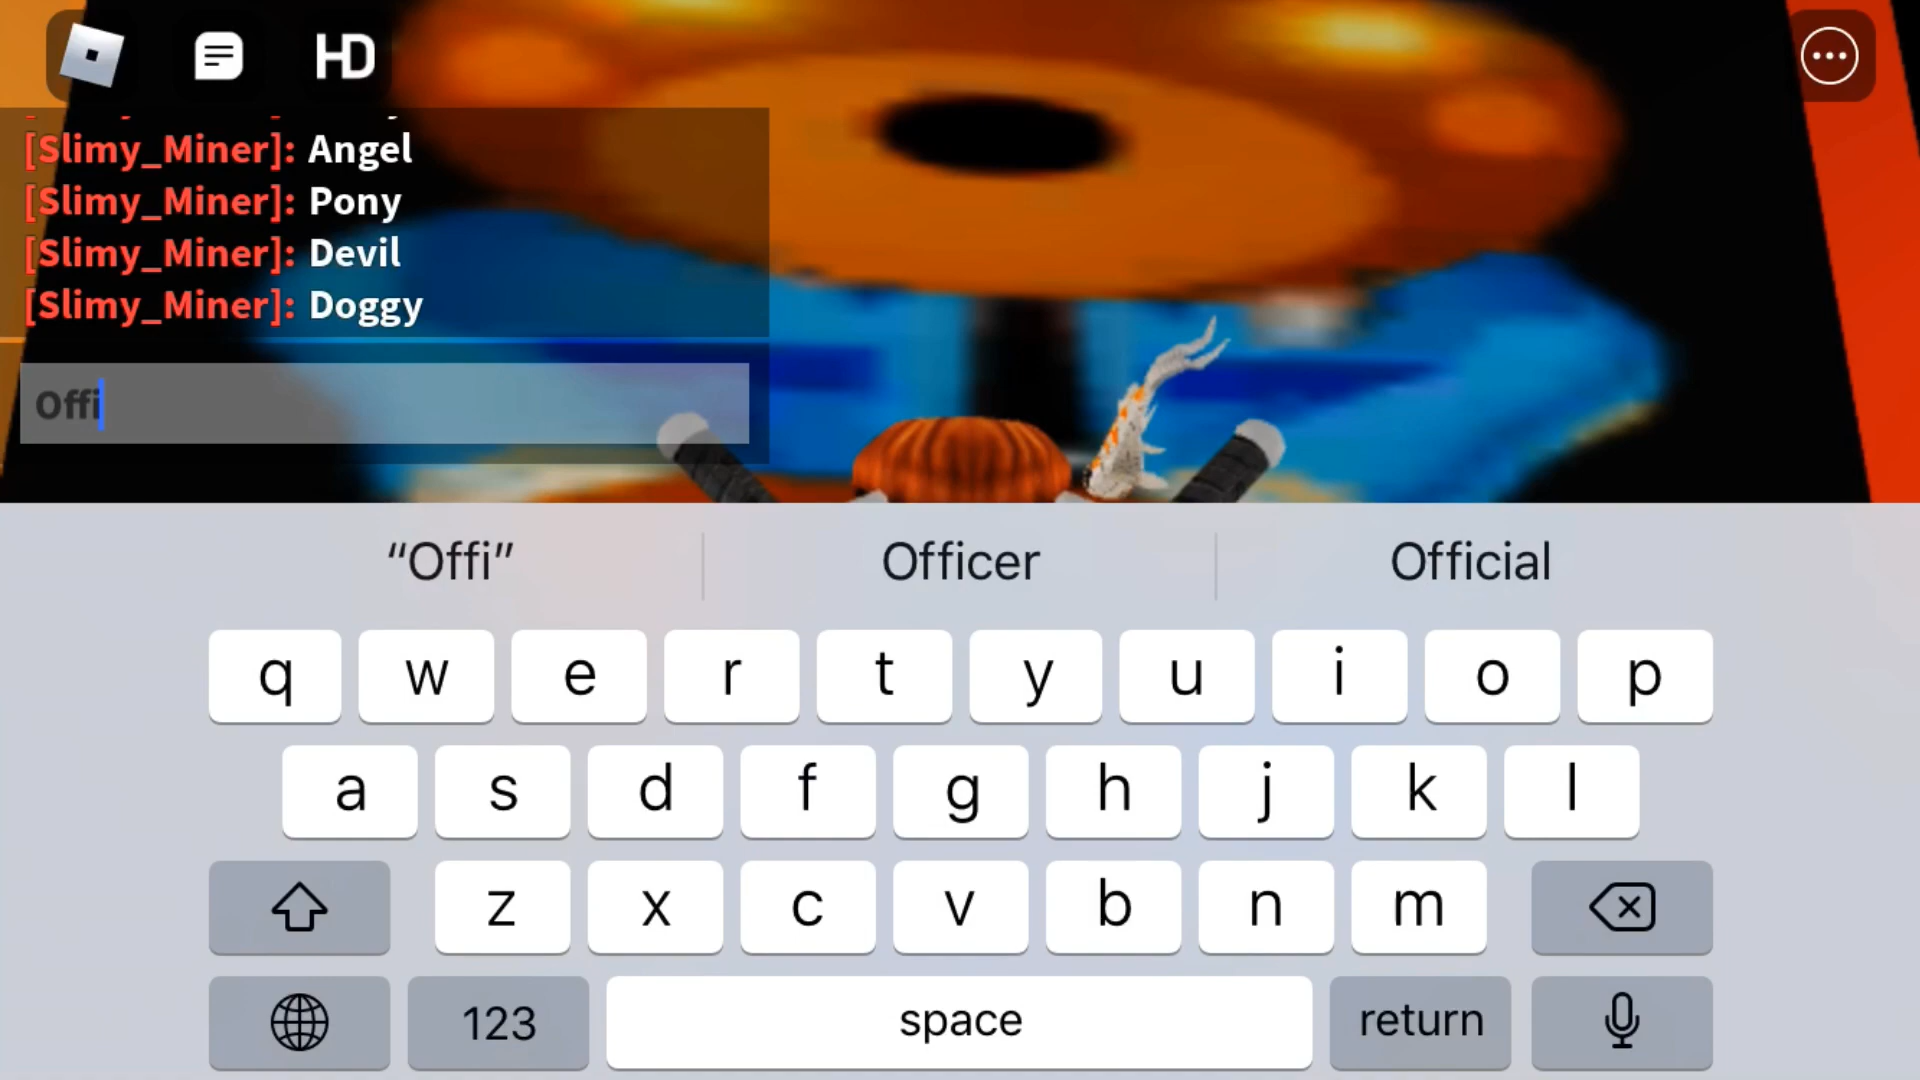 HD
[Slimy_Miner]: Angel
[Slimy_Miner]: Pony
[Slimy_Miner]: Devil
[Slimy_Miner]: Doggy
Offi
“Offi” Officer Official
q w e r t y u i o p
a s d f g h j k l
z x c v b n m
123 space return